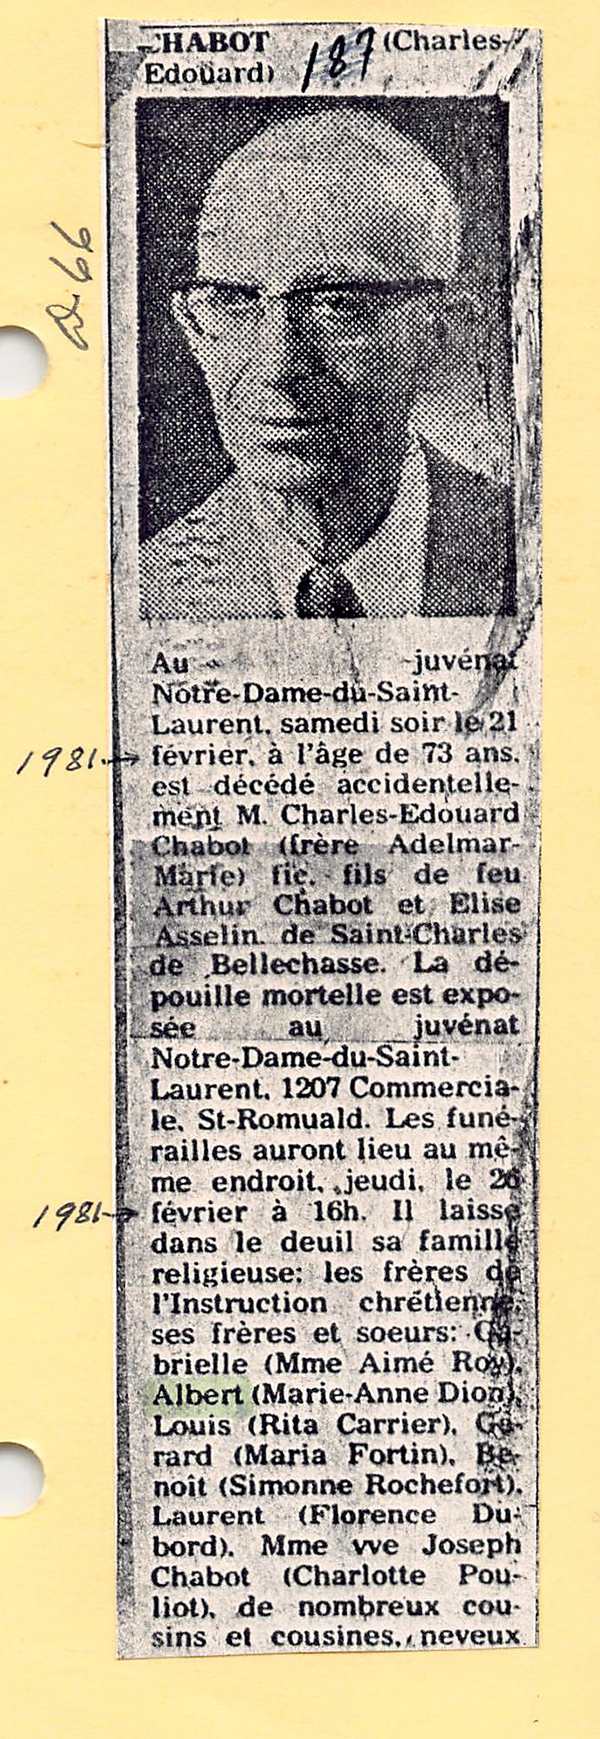 CHABOT 187 (Charles-
Edouard)
D-66
Au juvénat
Notre-Dame-du-Saint-
Laurent, samedi soir le 21
1981 → février, à l'âge de 73 ans,
est décédé accidentelle-
ment M. Charles-Edouard
Chabot (frère Adelmar-
Marie) fic, fils de feu
Arthur Chabot et Elise
Asselin, de Saint-Charles
de Bellechasse. La dé-
pouille mortelle est expo-
sée au juvénat
Notre-Dame-du-Saint-
Laurent, 1207 Commercia-
le, St-Romuald. Les funé-
railles auront lieu au mê-
me endroit, jeudi, le 26
1981 → février à 16h. Il laisse
dans le deuil sa famille
religieuse: les frères de
l'Instruction chrétienne,
ses frères et soeurs: Ga-
brielle (Mme Aimé Roy),
Albert (Marie-Anne Dion),
Louis (Rita Carrier), Gé-
rard (Maria Fortin), Be-
noît (Simonne Rochefort),
Laurent (Florence Du-
bord), Mme vve Joseph
Chabot (Charlotte Pou-
liot), de nombreux cou-
sins et cousines, neveux